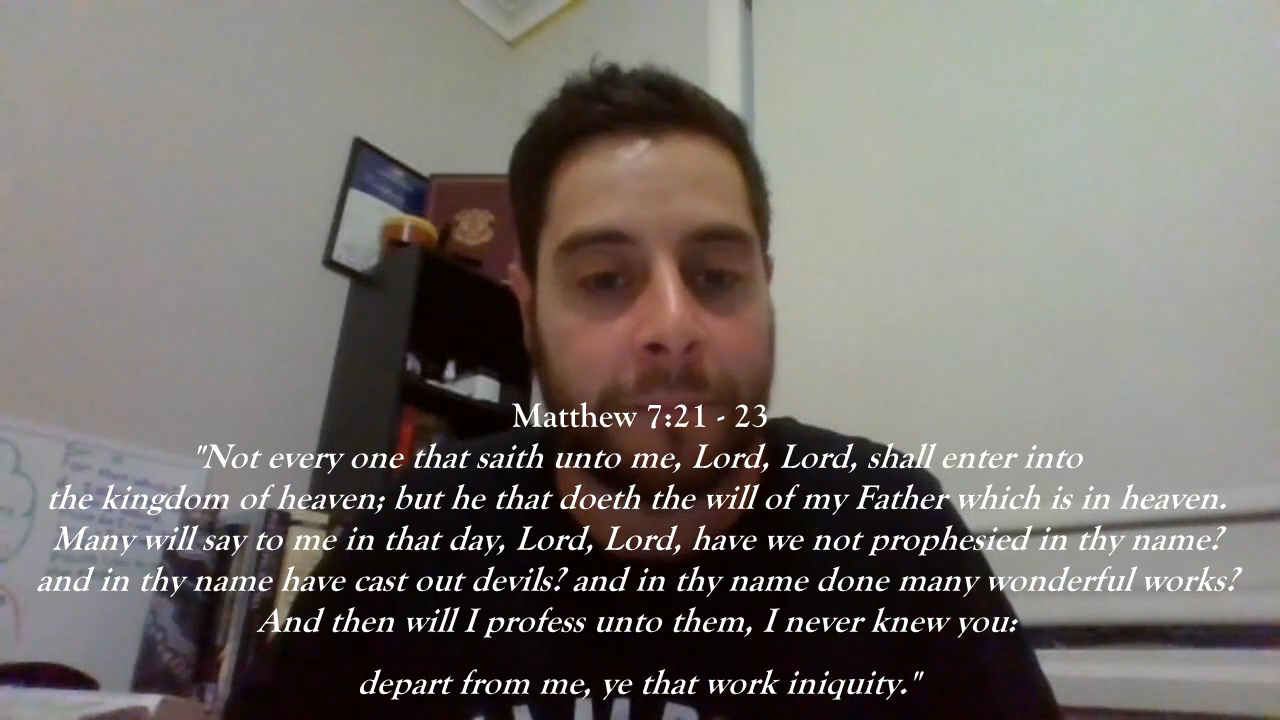 Matthew 7:21 - 23
"Not every one that saith unto me, Lord, Lord, shall enter into
the kingdom of heaven; but he that doeth the will of my Father which is in heaven.
Many will say to me in that day, Lord, Lord, have we not prophesied in thy name?
and in thy name have cast out devils? and in thy name done many wonderful works?
And then will I profess unto them, I never knew you:
depart from me, ye that work iniquity."